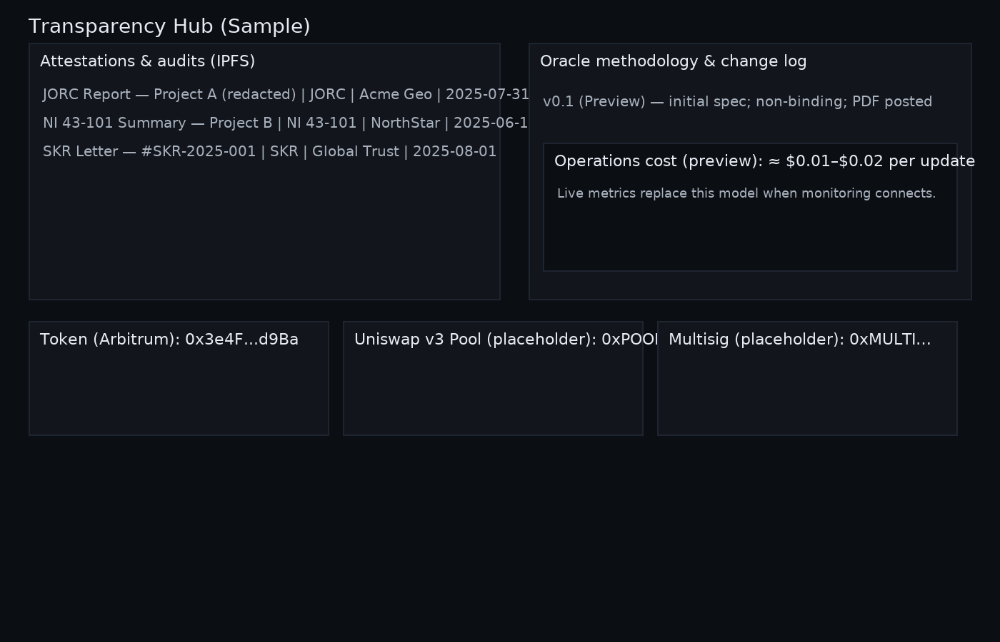 Transparency Hub (Sample)
Attestations & audits (IPFS)
JORC Report — Project A (redacted) | JORC | Acme Geo | 2025-07-31
NI 43-101 Summary — Project B | NI 43-101 | NorthStar | 2025-06-1
SKR Letter — #SKR-2025-001 | SKR | Global Trust | 2025-08-01
Oracle methodology & change log
v0.1 (Preview) — initial spec; non-binding; PDF posted
Operations cost (preview): ≈ $0.01–$0.02 per update
Live metrics replace this model when monitoring connects.
Token (Arbitrum): 0x3e4F…d9Ba
Uniswap v3 Pool (placeholder): 0xPOO
Multisig (placeholder): 0xMULTI…